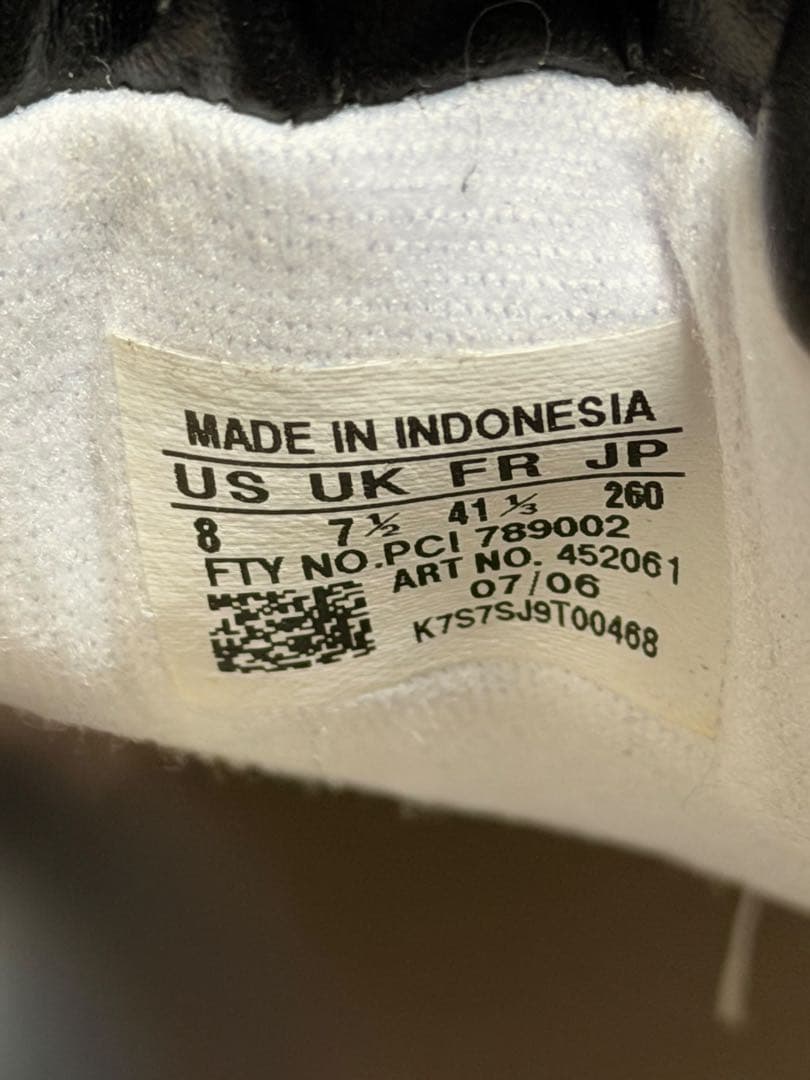 MADE IN INDONESIA
US UK FR JP
8 7½ 41⅓ 260
FTY NO.PCI 789002
ART NO. 452061
07/06
K7S7SJ9T00468